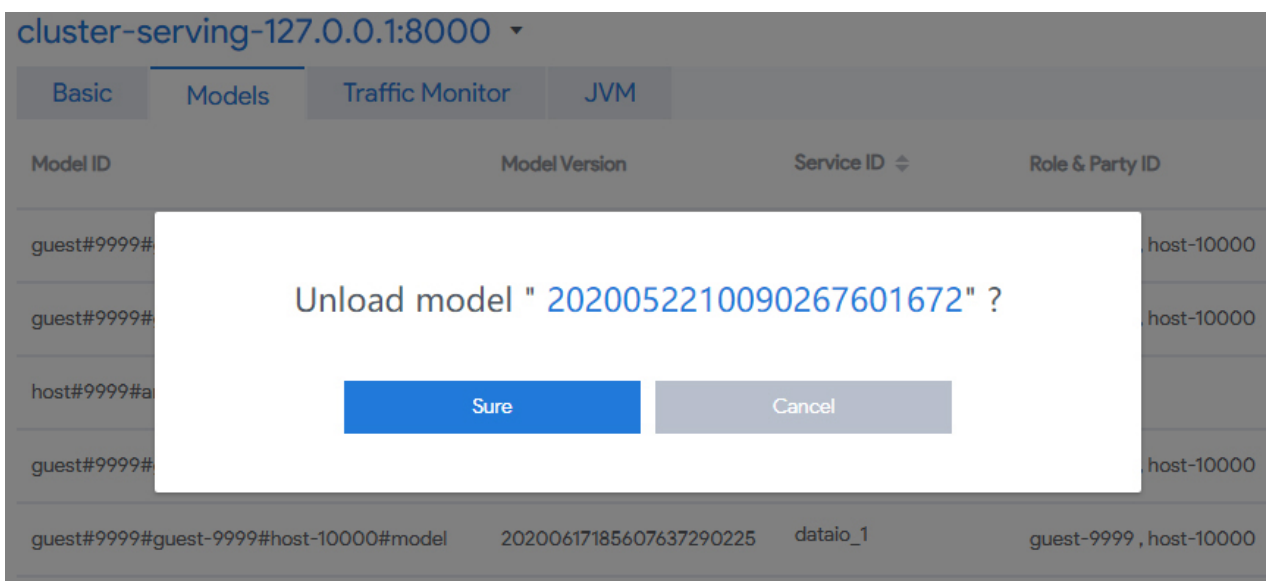 cluster-serving-127.0.0.1:8000
Basic Models Traffic Monitor JVM
Model ID Model Version Service ID Role & Party ID
guest#9999# , host-10000
Unload model " 2020052210090267601672" ?
guest#9999# , host-10000
host#9999#
Sure Cancel
guest#9999# , host-10000
guest#9999#guest-9999#host-10000#model 20200617185607637290225 dataio_1 guest-9999 , host-10000